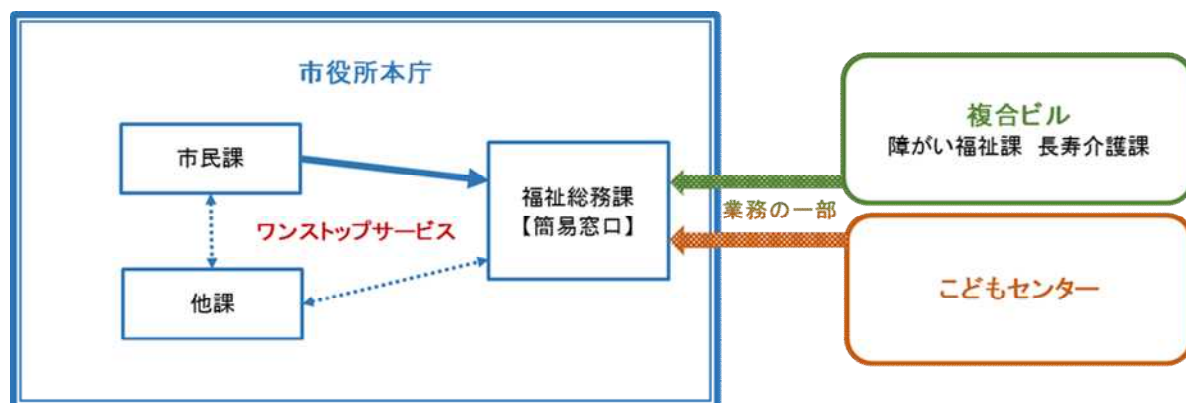 市役所本庁
市民課
ワンストップサービス
他課
福祉総務課
【簡易窓口】
業務の一部
複合ビル
障がい福祉課 長寿介護課
こどもセンター